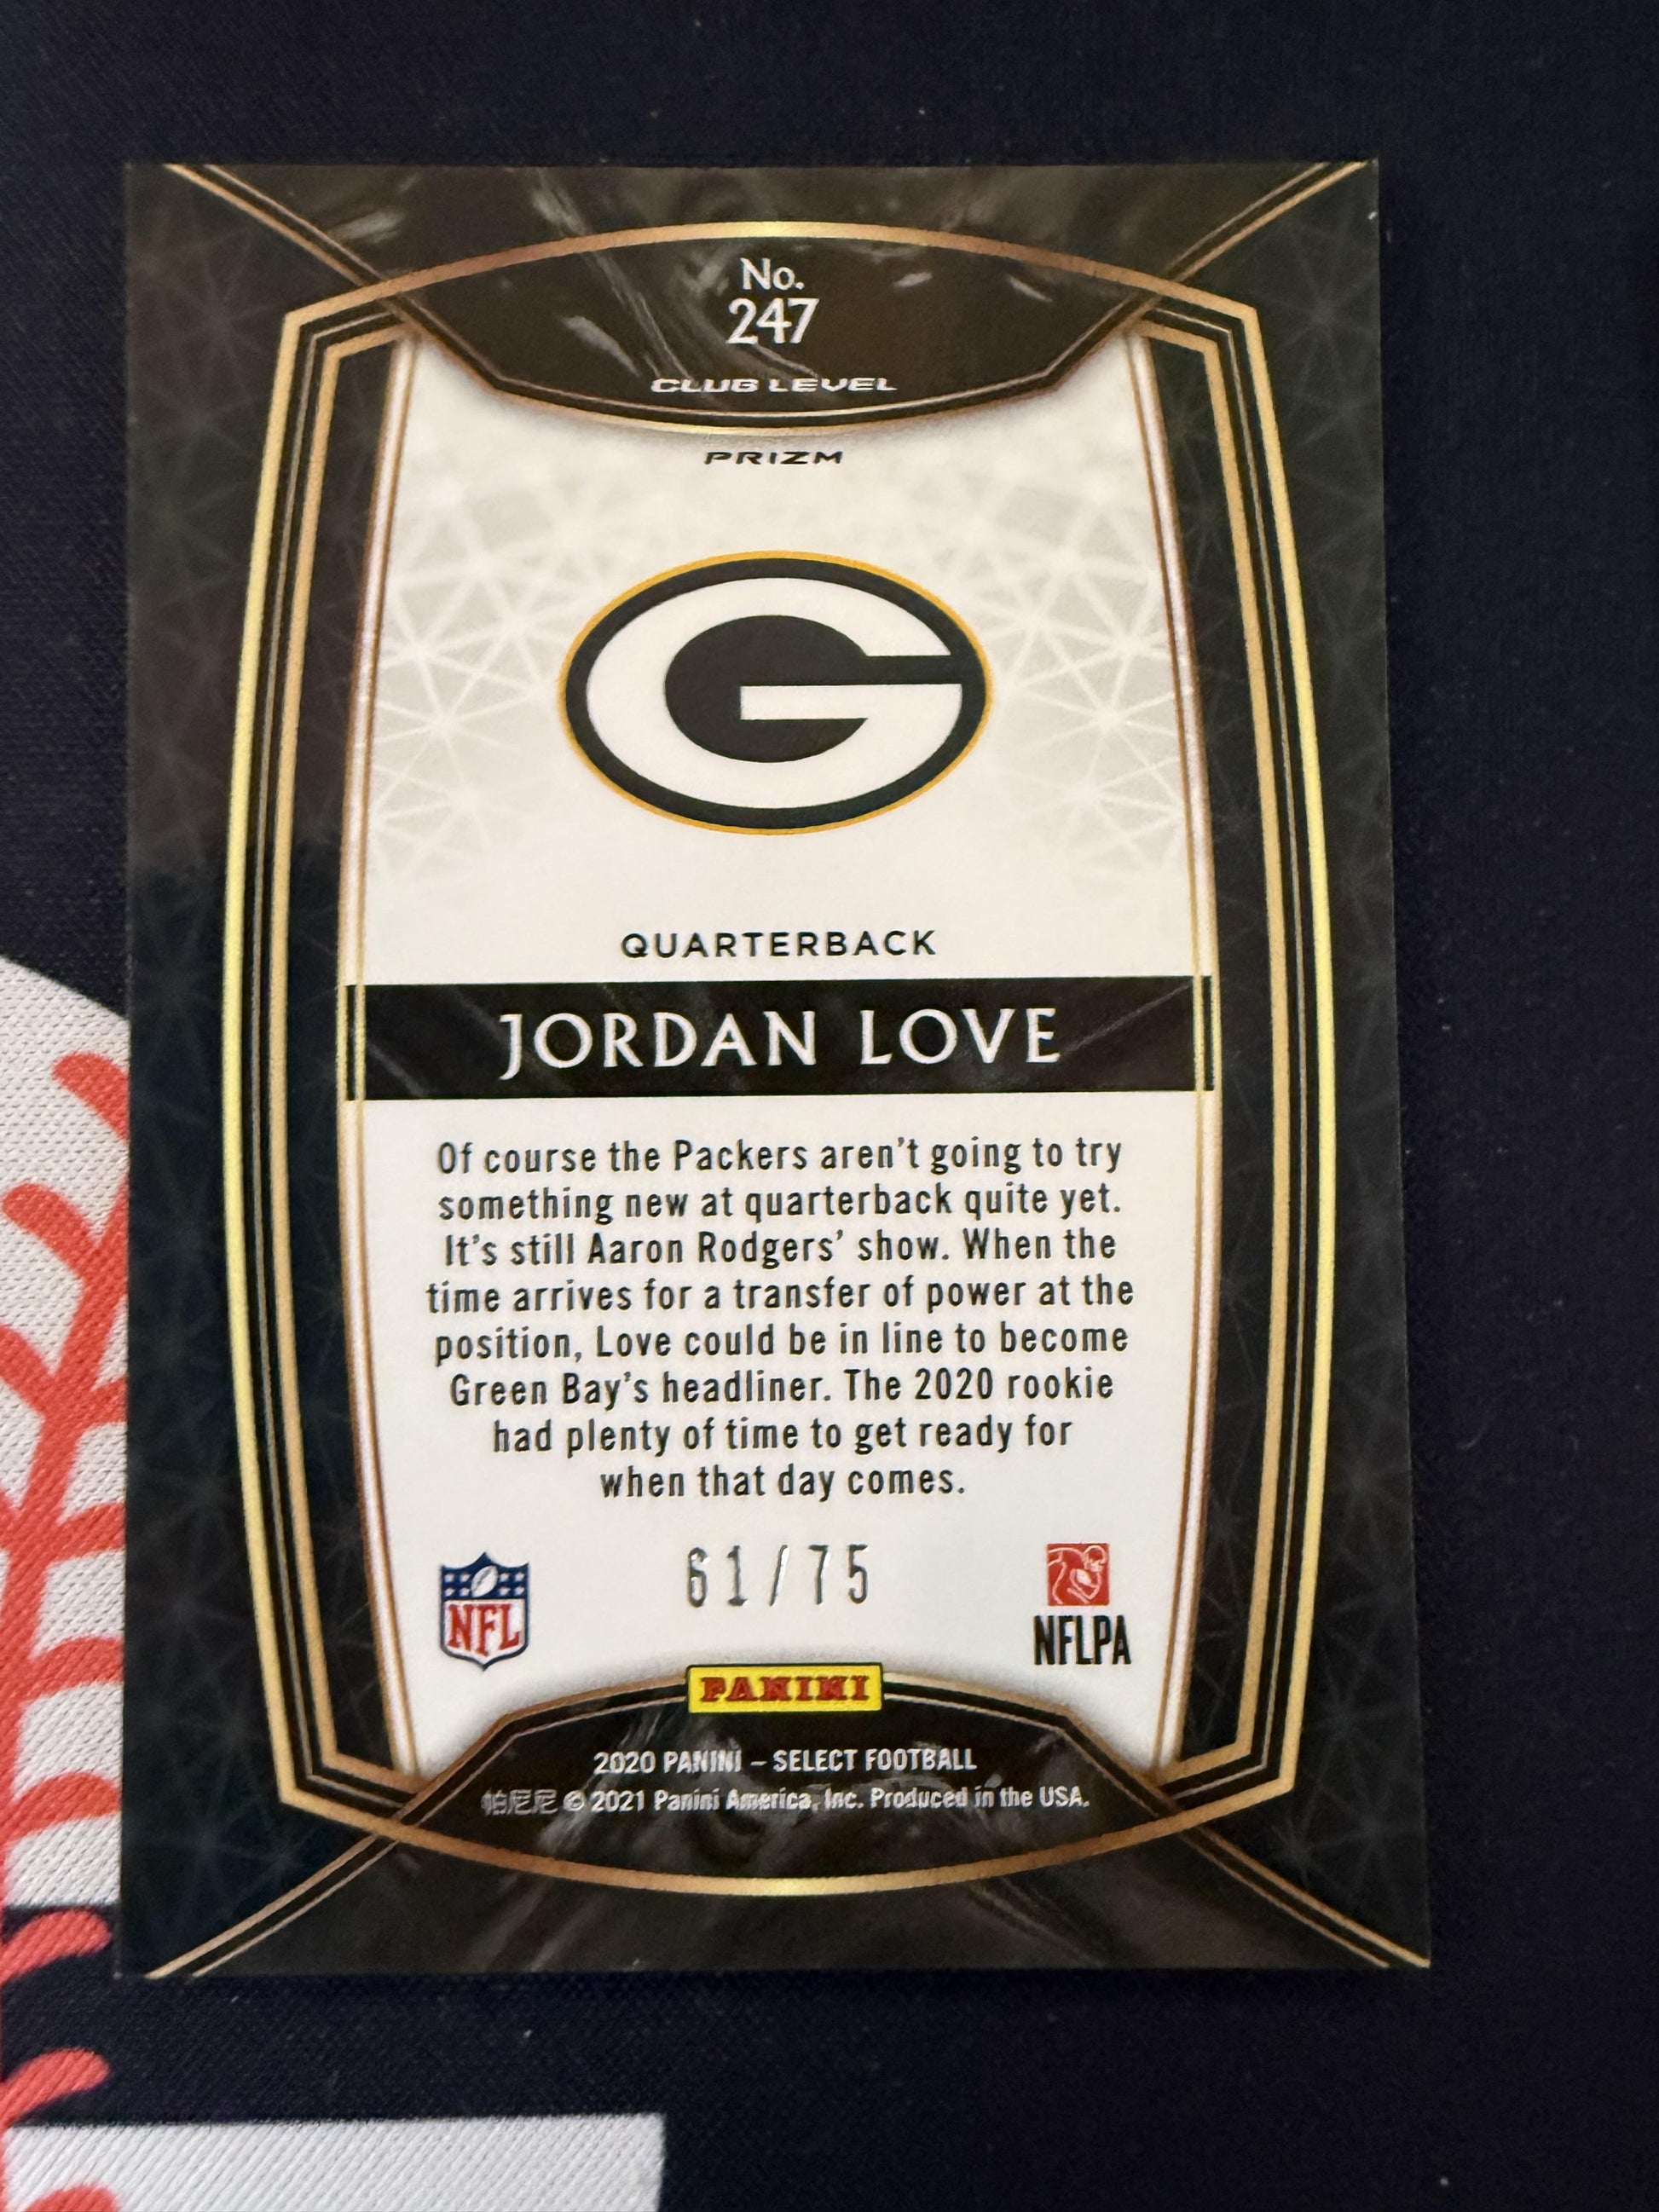 No.
247
CLUB LEVEL
PRIZM
G
QUARTERBACK
JORDAN LOVE
Of course the Packers aren't going to try
something new at quarterback quite yet.
It's still Aaron Rodgers' show. When the
time arrives for a transfer of power at the
position, Love could be in line to become
Green Bay's headliner. The 2020 rookie
had plenty of time to get ready for
when that day comes.
61/75
NFL
NFLPA
PANINI
2020 PANINI – SELECT FOOTBALL
帕尼尼 © 2021 Panini America, Inc. Produced in the USA.